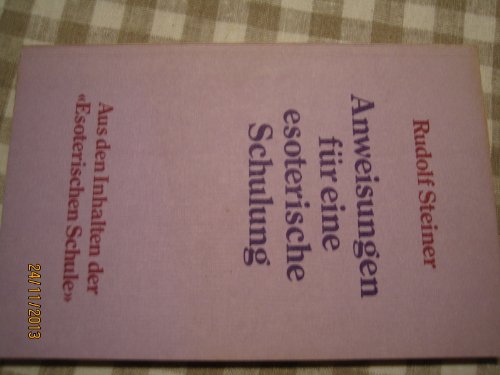 Rudolf Steiner
Anweisungen
für eine
esoterische
Schulung
Aus den Inhalten der
«Esoterischen Schule»
24/11/2013